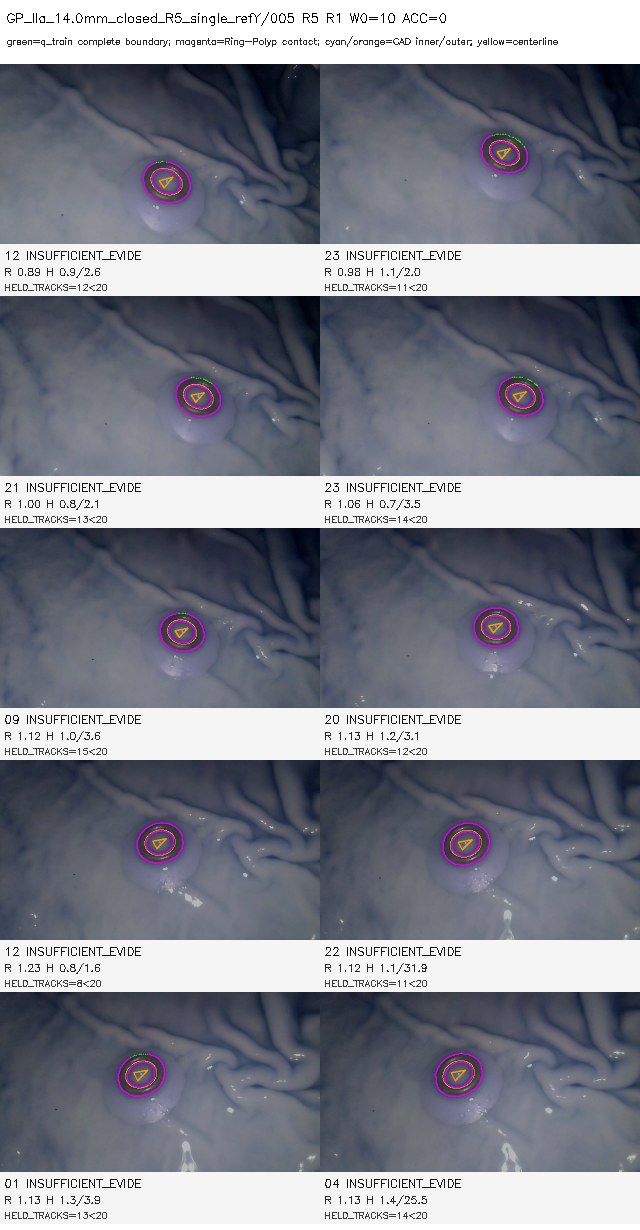 GP_IIa_14.0mm_closed_R5_single_refY/005 R5 R1 W0=10 ACC=0
green=q_train complete boundary; magenta=Ring-Polyp contact; cyan/orange=CAD inner/outer; yellow=centerline
12 INSUFFICIENT_EVIDE
R 0.89 H 0.9/2.6
HELD_TRACKS=12<20
23 INSUFFICIENT_EVIDE
R 0.98 H 1.1/2.0
HELD_TRACKS=11<20
21 INSUFFICIENT_EVIDE
R 1.00 H 0.8/2.1
HELD_TRACKS=13<20
23 INSUFFICIENT_EVIDE
R 1.06 H 0.7/3.5
HELD_TRACKS=14<20
09 INSUFFICIENT_EVIDE
R 1.12 H 1.0/3.6
HELD_TRACKS=15<20
20 INSUFFICIENT_EVIDE
R 1.13 H 1.2/3.1
HELD_TRACKS=12<20
12 INSUFFICIENT_EVIDE
R 1.23 H 0.8/1.6
HELD_TRACKS=8<20
22 INSUFFICIENT_EVIDE
R 1.12 H 1.1/31.9
HELD_TRACKS=11<20
01 INSUFFICIENT_EVIDE
R 1.13 H 1.3/3.9
HELD_TRACKS=13<20
04 INSUFFICIENT_EVIDE
R 1.13 H 1.4/25.5
HELD_TRACKS=14<20